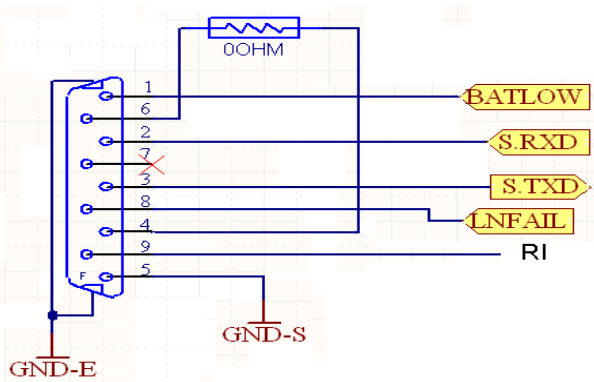 0OHM
1
BATLOW
6
2
S.RXD
7
3
S.TXD
8
LNFAIL
4
9
RI
F
5
GND-S
GND-E